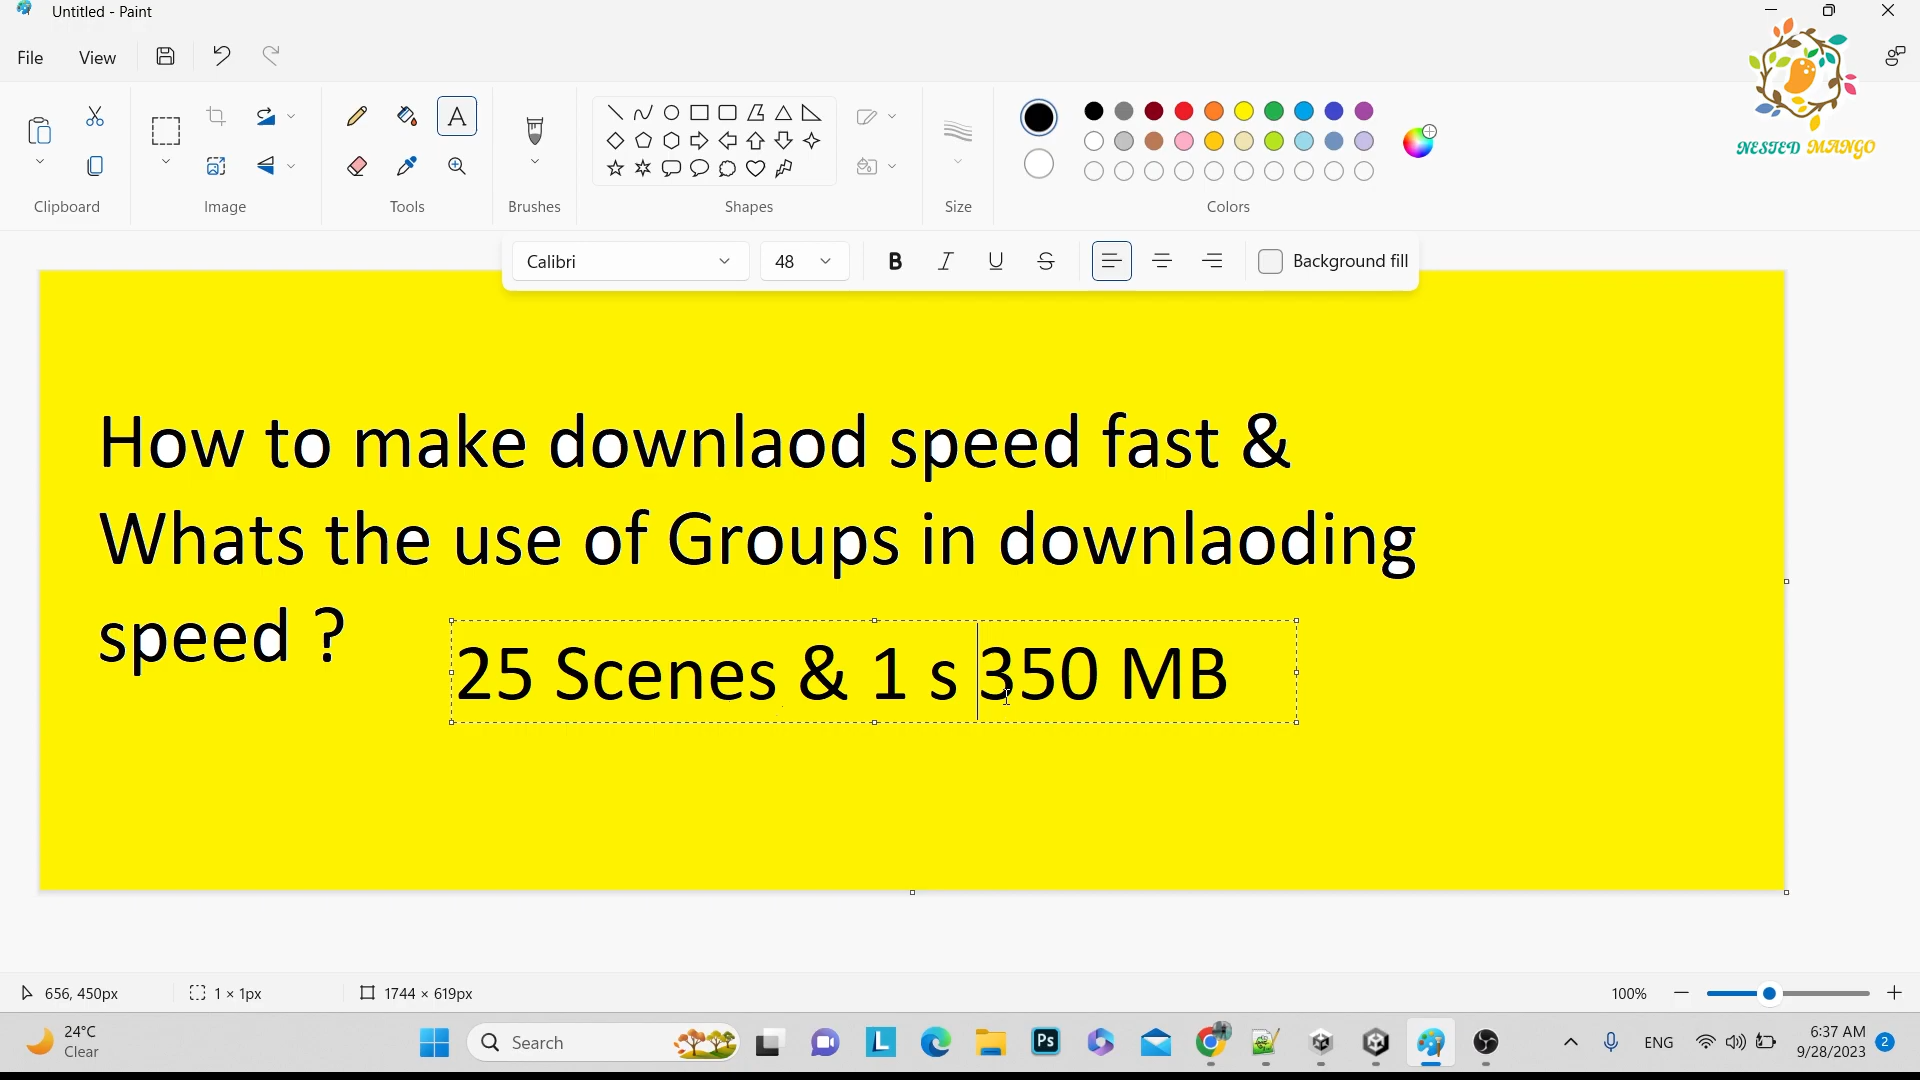 Untitled - Paint
File
View
Clipboard
Image
Tools
Brushes
Shapes
Size
Colors
NESTED MANGO
Calibri
48
B
I
U
S
Background fill
How to make downlaod speed fast &
Whats the use of Groups in downlaoding
speed ?
25 Scenes & 1 s 350 MB
656, 450px
1 × 1px
1744 × 619px
100%
24°C
Clear
Search
L
Ps
ENG
6:37 AM
9/28/2023
2